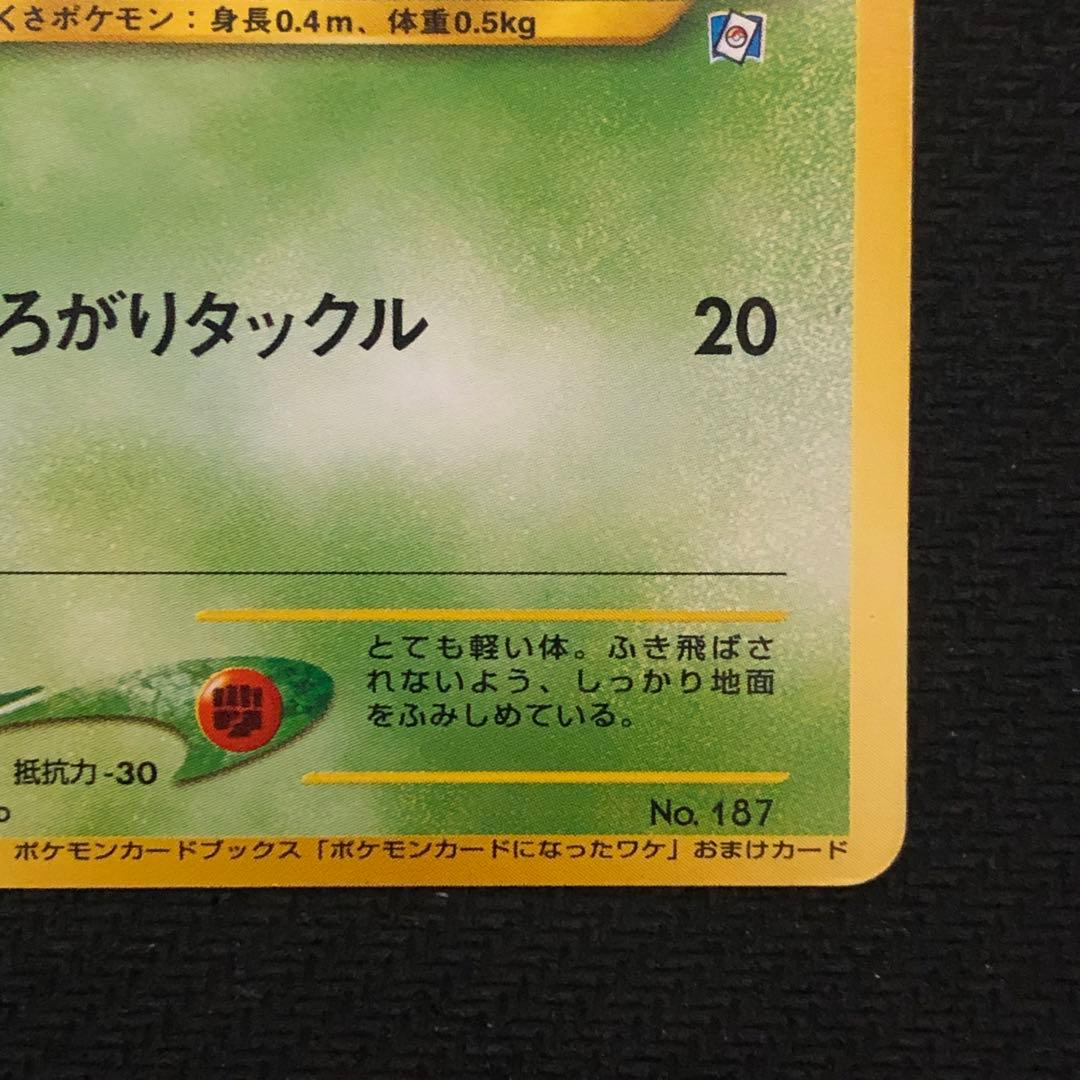 くさポケモン：身長0.4m、体重0.5kg
ろがりタックル 20
とても軽い体。ふき飛ばさ
れないよう、しっかり地面
をふみしめている。
抵抗力-30
No. 187
ポケモンカードブックス「ポケモンカードになったワケ」おまけカード